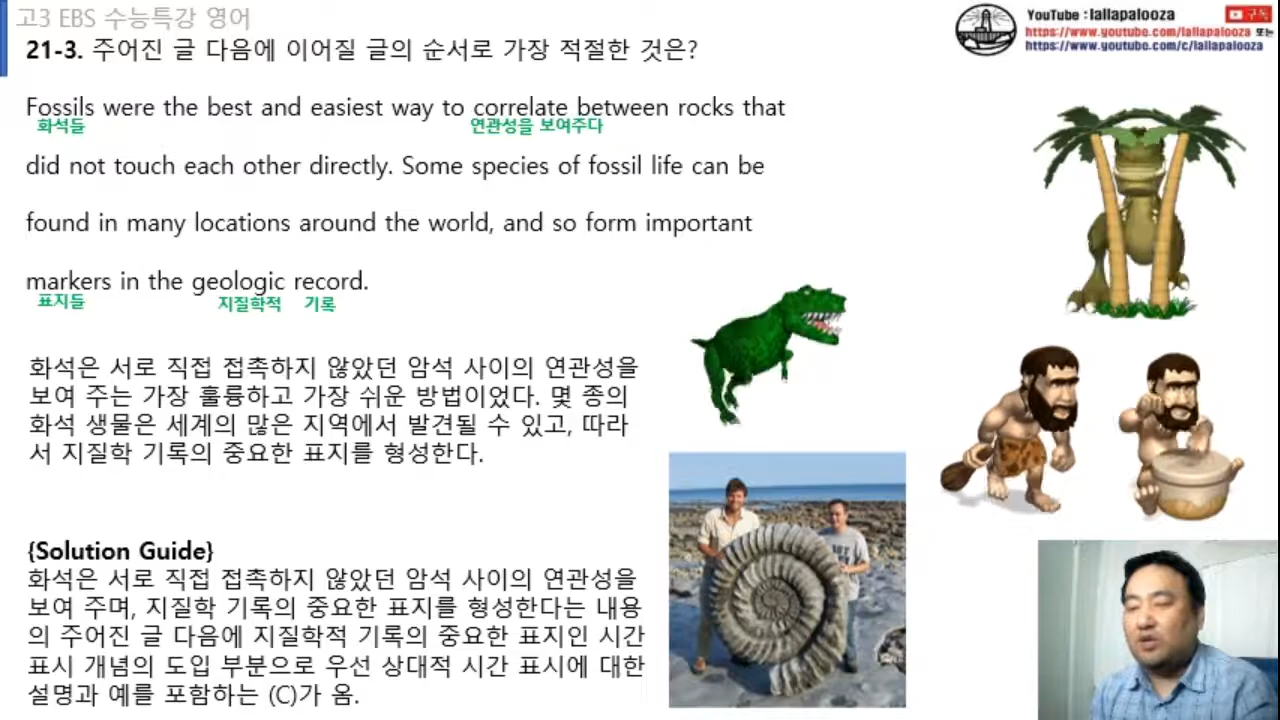 고3 EBS 수능특강 영어
YouTube : lallapalooza
구독
https://www.youtube.com/lallapalooza 또는
https://www.youtube.com/c/lallapalooza
21-3. 주어진 글 다음에 이어질 글의 순서로 가장 적절한 것은?
Fossils were the best and easiest way to correlate between rocks that
화석들 연관성을 보여주다
did not touch each other directly. Some species of fossil life can be
found in many locations around the world, and so form important
markers in the geologic record.
표지들 지질학적 기록
화석은 서로 직접 접촉하지 않았던 암석 사이의 연관성을
보여 주는 가장 훌륭하고 가장 쉬운 방법이었다. 몇 종의
화석 생물은 세계의 많은 지역에서 발견될 수 있고, 따라
서 지질학 기록의 중요한 표지를 형성한다.
{Solution Guide}
화석은 서로 직접 접촉하지 않았던 암석 사이의 연관성을
보여 주며, 지질학 기록의 중요한 표지를 형성한다는 내용
의 주어진 글 다음에 지질학적 기록의 중요한 표지인 시간
표시 개념의 도입 부분으로 우선 상대적 시간 표시에 대한
설명과 예를 포함하는 (C)가 옴.